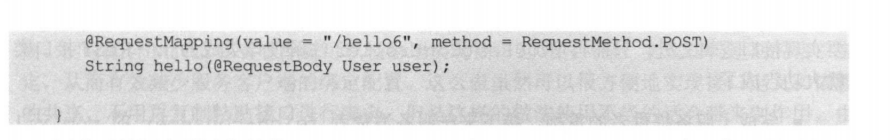 @RequestMapping(value = "/hello6", method = RequestMethod.POST)
String hello(@RequestBody User user);
}